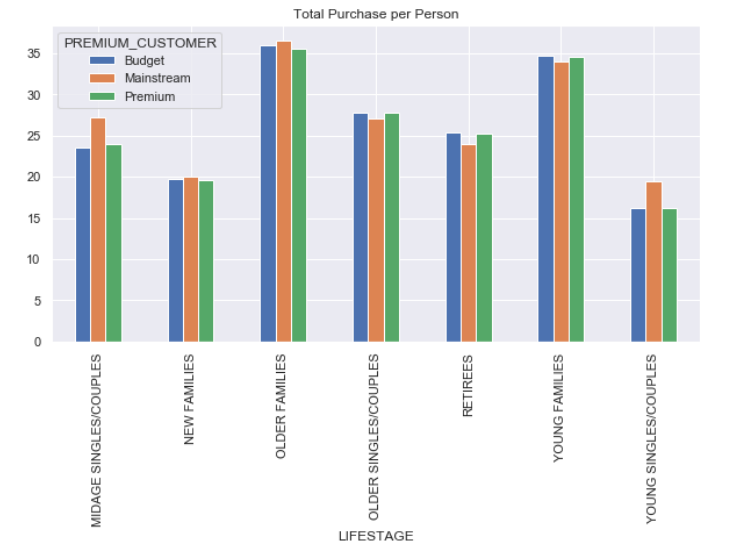 Total Purchase per Person
PREMIUM_CUSTOMER
Budget
Mainstream
Premium
35
30
25
20
15
10
5
0
MIDAGE SINGLES/COUPLES
NEW FAMILIES
OLDER FAMILIES
OLDER SINGLES/COUPLES
RETIREES
YOUNG FAMILIES
YOUNG SINGLES/COUPLES
LIFESTAGE